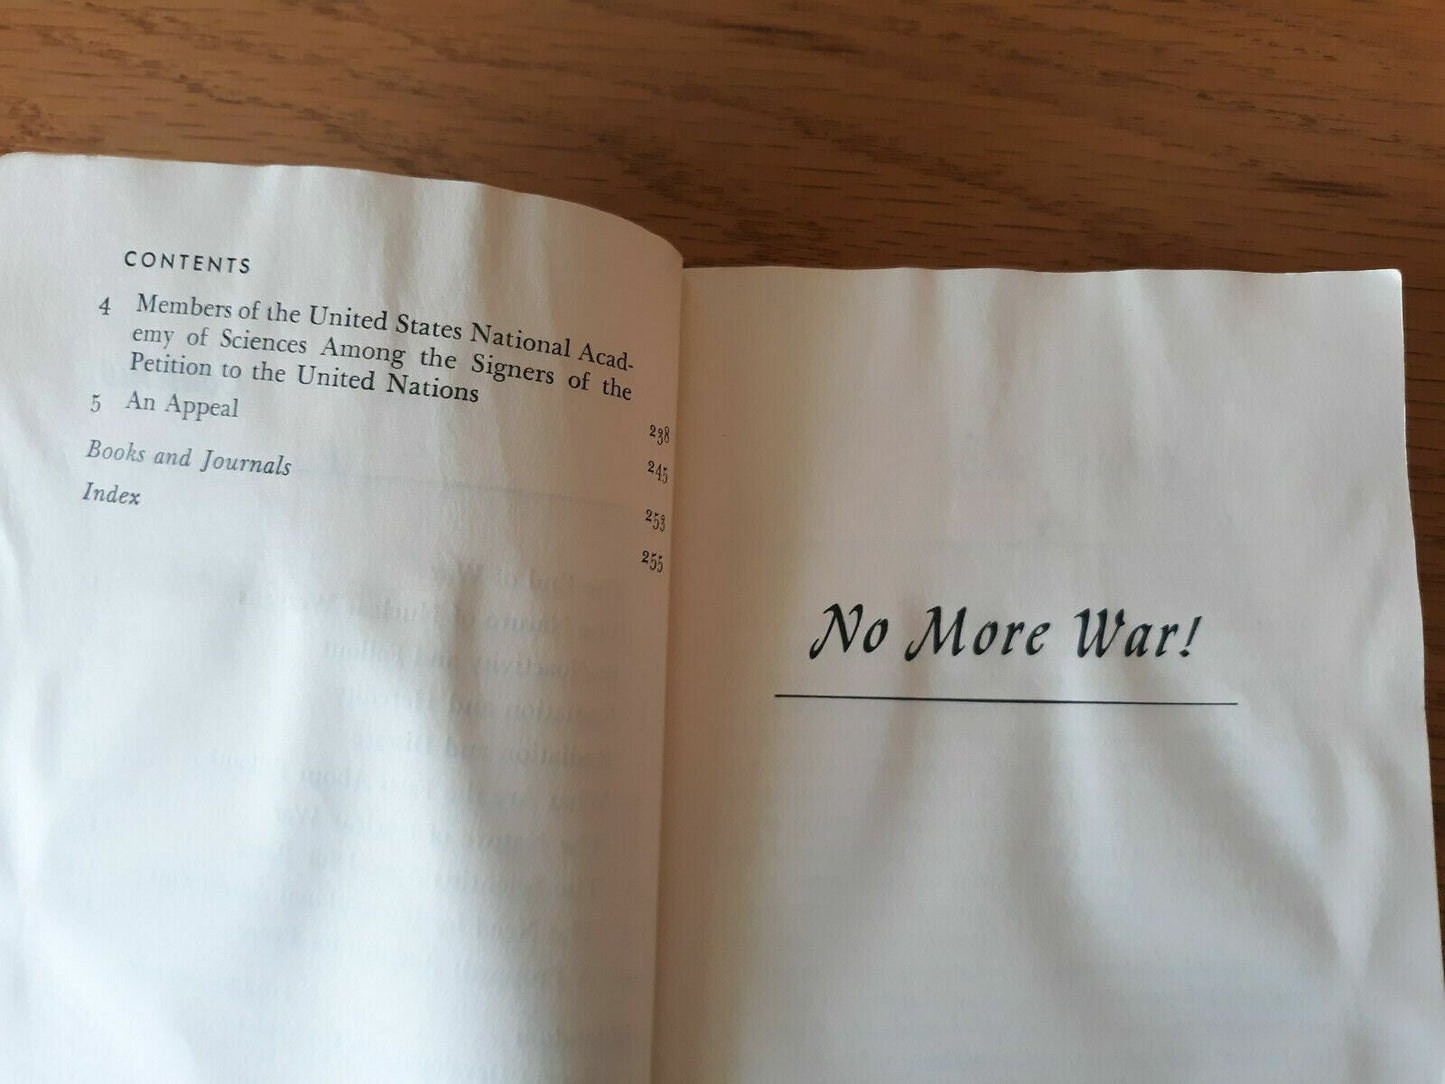 CONTENTS
4 Members of the United States National Acad-
emy of Sciences Among the Signers of the
Petition to the United Nations 238
5 An Appeal 245
Books and Journals 253
Index 255
No More War!